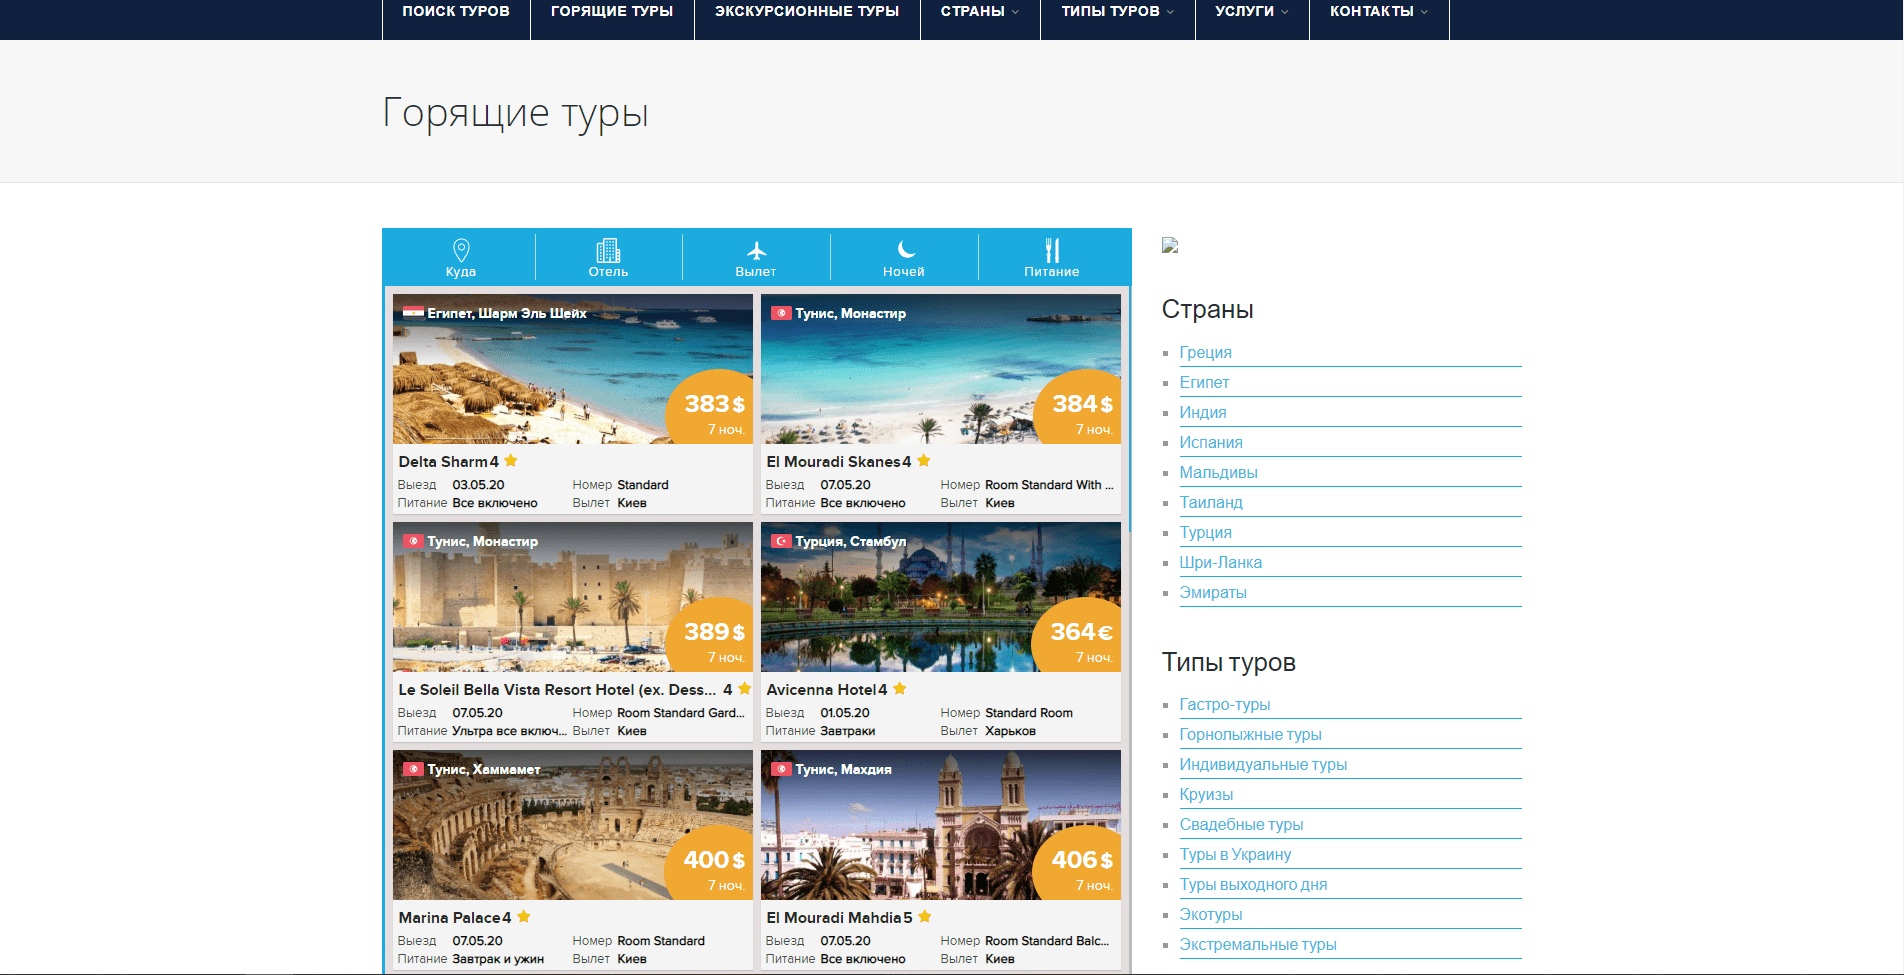 ПОИСК ТУРОВ ГОРЯЩИЕ ТУРЫ ЭКСКУРСИОННЫЕ ТУРЫ СТРАНЫ ТИПЫ ТУРОВ УСЛУГИ КОНТАКТЫ
Горящие туры
Куда Отель Вылет Ночей Питание
Египет, Шарм Эль Шейх
383 $
7 ноч.
Delta Sharm 4
Выезд 03.05.20 Номер Standard
Питание Все включено Вылет Киев
Тунис, Монастир
384 $
7 ноч.
El Mouradi Skanes 4
Выезд 07.05.20 Номер Room Standard With ...
Питание Все включено Вылет Киев
Тунис, Монастир
389 $
7 ноч.
Le Soleil Bella Vista Resort Hotel (ex. Dess... 4
Выезд 07.05.20 Номер Room Standard Gard...
Питание Ультра все включ... Вылет Киев
Турция, Стамбул
364 €
7 ноч.
Avicenna Hotel 4
Выезд 01.05.20 Номер Standard Room
Питание Завтраки Вылет Харьков
Тунис, Хаммамет
400 $
7 ноч.
Marina Palace 4
Выезд 07.05.20 Номер Room Standard
Питание Завтрак и ужин Вылет Киев
Тунис, Махдия
406 $
7 ноч.
El Mouradi Mahdia 5
Выезд 07.05.20 Номер Room Standard Balc...
Питание Все включено Вылет Киев
Страны
Греция
Египет
Индия
Испания
Мальдивы
Таиланд
Турция
Шри-Ланка
Эмираты
Типы туров
Гастро-туры
Горнолыжные туры
Индивидуальные туры
Круизы
Свадебные туры
Туры в Украину
Туры выходного дня
Экотуры
Экстремальные туры